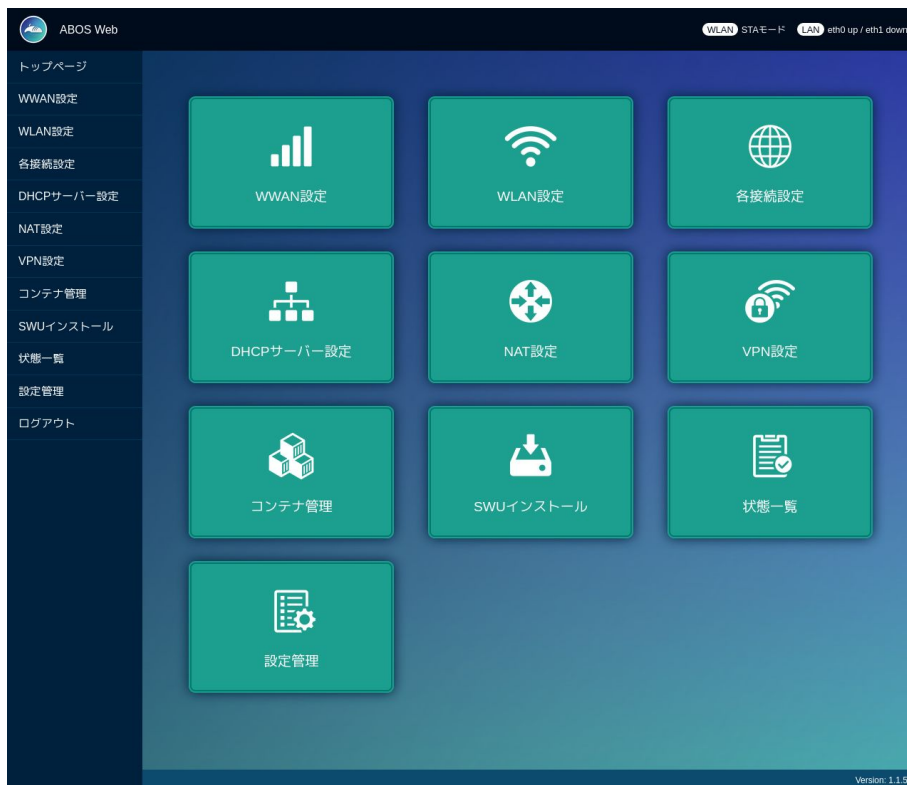 ABOS Web
WLAN STAモード LAN eth0 up / eth1 down
トップページ
WWAN設定
WLAN設定
各接続設定
DHCPサーバー設定
NAT設定
VPN設定
コンテナ管理
SWUインストール
状態一覧
設定管理
ログアウト
WWAN設定
WLAN設定
各接続設定
DHCPサーバー設定
NAT設定
VPN設定
コンテナ管理
SWUインストール
状態一覧
設定管理
Version: 1.1.5